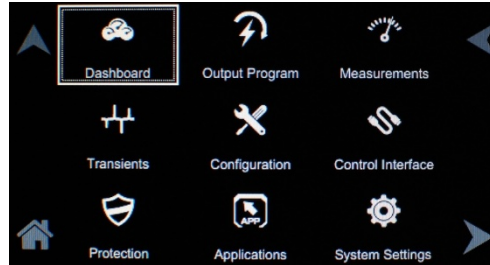 Dashboard
Output Program
Measurements
Transients
Configuration
Control Interface
APP
Protection
Applications
System Settings